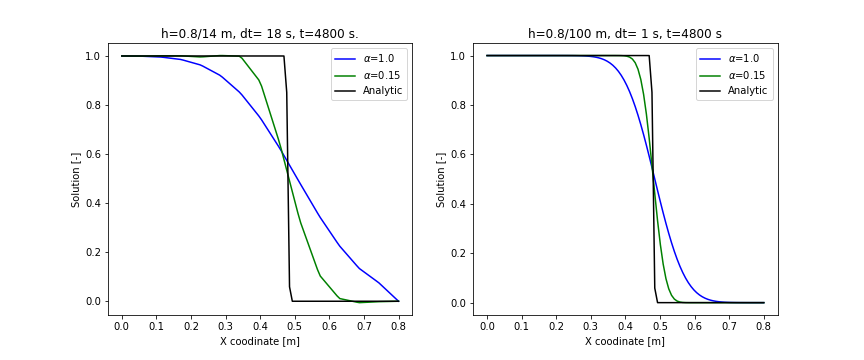 h=0.8/14 m, dt= 18 s, t=4800 s.
α=1.0
α=0.15
Analytic
Solution [-]
1.0
0.8
0.6
0.4
0.2
0.0
0.0 0.1 0.2 0.3 0.4 0.5 0.6 0.7 0.8
X coodinate [m]
h=0.8/100 m, dt= 1 s, t=4800 s
α=1.0
α=0.15
Analytic
Solution [-]
1.0
0.8
0.6
0.4
0.2
0.0
0.0 0.1 0.2 0.3 0.4 0.5 0.6 0.7 0.8
X coodinate [m]